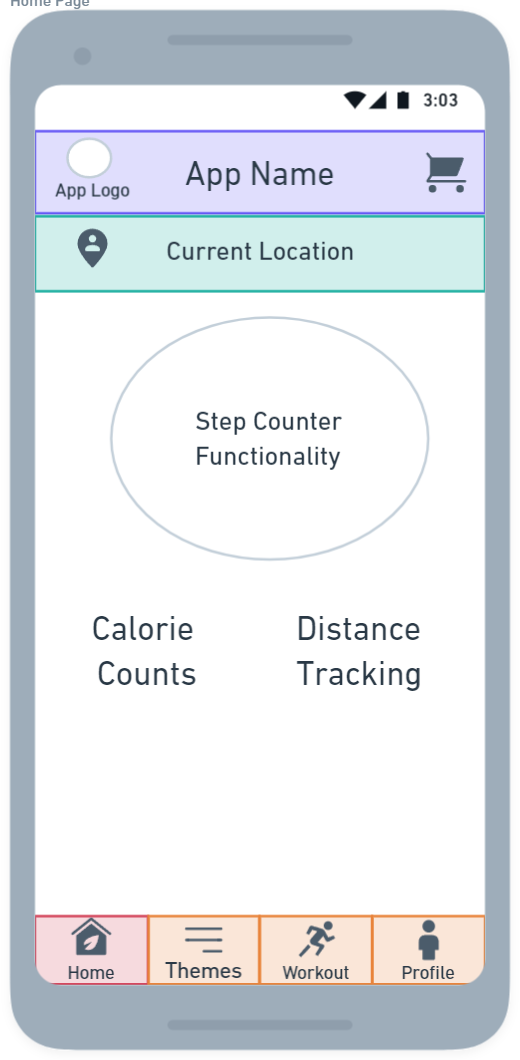 Home Page
3:03
App Logo
App Name
Current Location
Step Counter
Functionality
Calorie
Counts
Distance
Tracking
Home
Themes
Workout
Profile